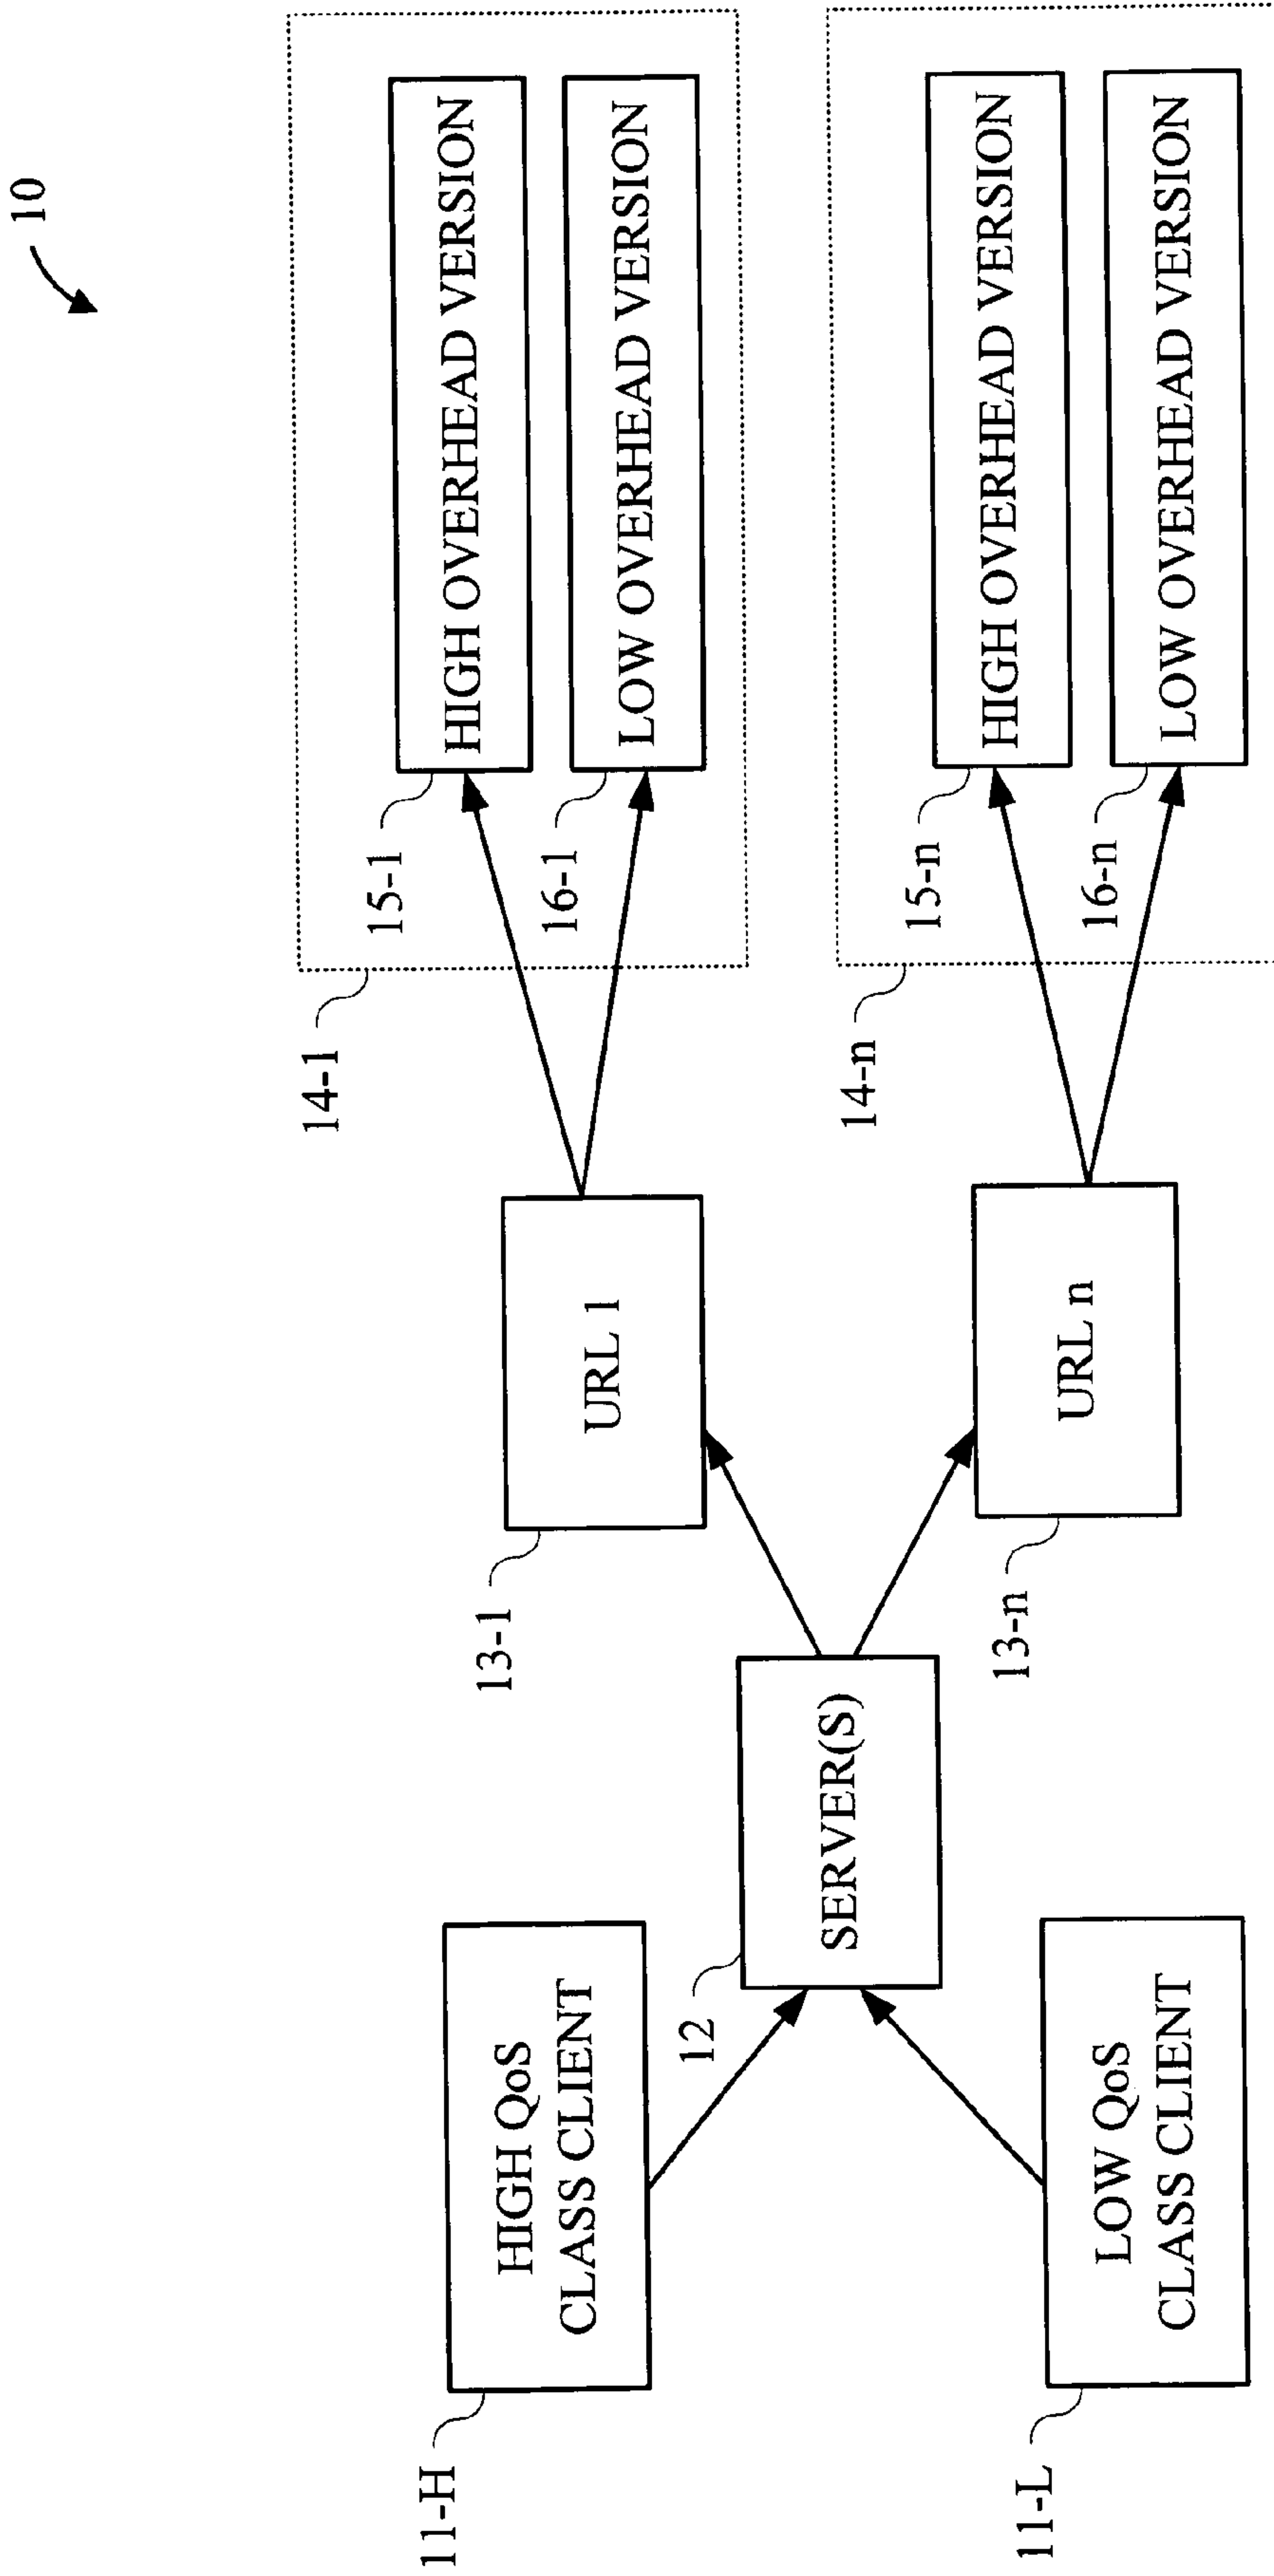 10
11-H
HIGH QoS
CLASS CLIENT
11-L
LOW QoS
CLASS CLIENT
12
SERVER(S)
13-1
URL 1
13-n
URL n
14-1
15-1
HIGH OVERHEAD VERSION
16-1
LOW OVERHEAD VERSION
14-n
15-n
HIGH OVERHEAD VERSION
16-n
LOW OVERHEAD VERSION